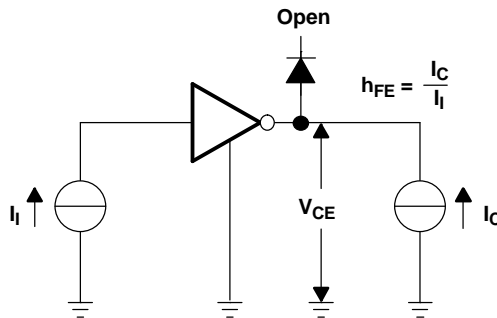 Open
hFE = IC
II
II
VCE
IC